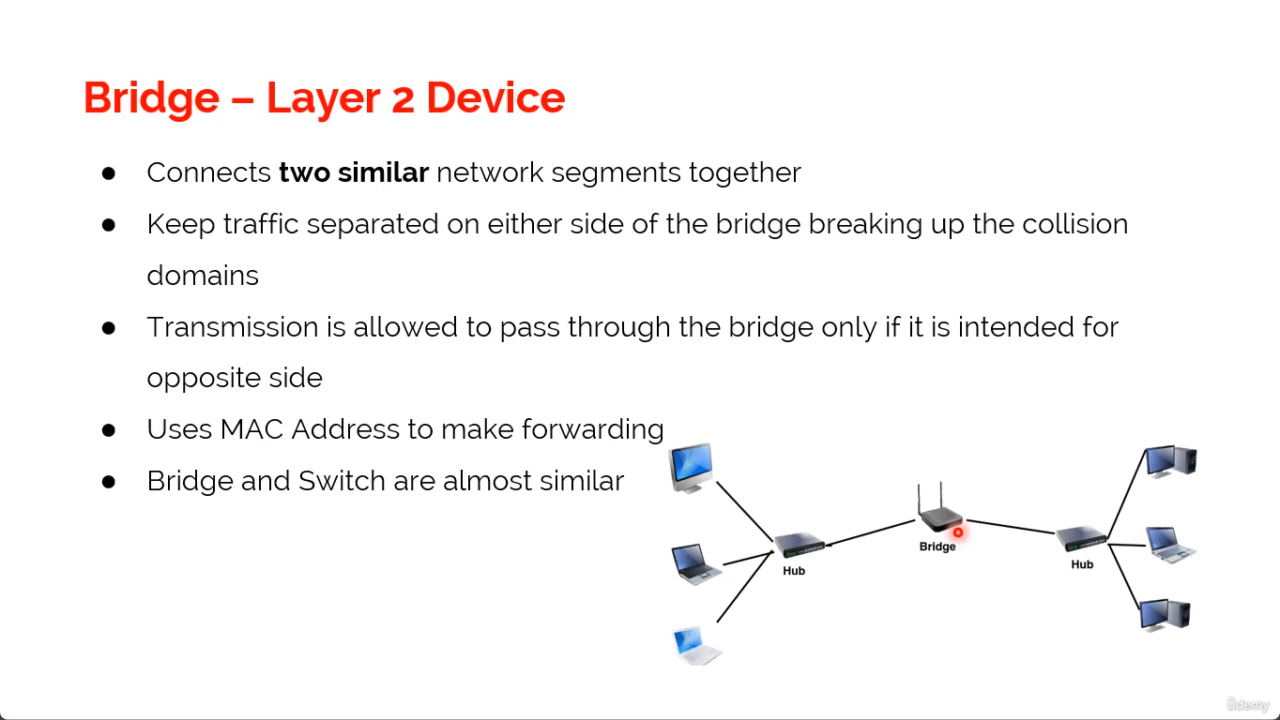 Bridge – Layer 2 Device
● Connects two similar network segments together
● Keep traffic separated on either side of the bridge breaking up the collision
domains
● Transmission is allowed to pass through the bridge only if it is intended for
opposite side
● Uses MAC Address to make forwarding
● Bridge and Switch are almost similar
Hub
Bridge
Hub
ûdemy